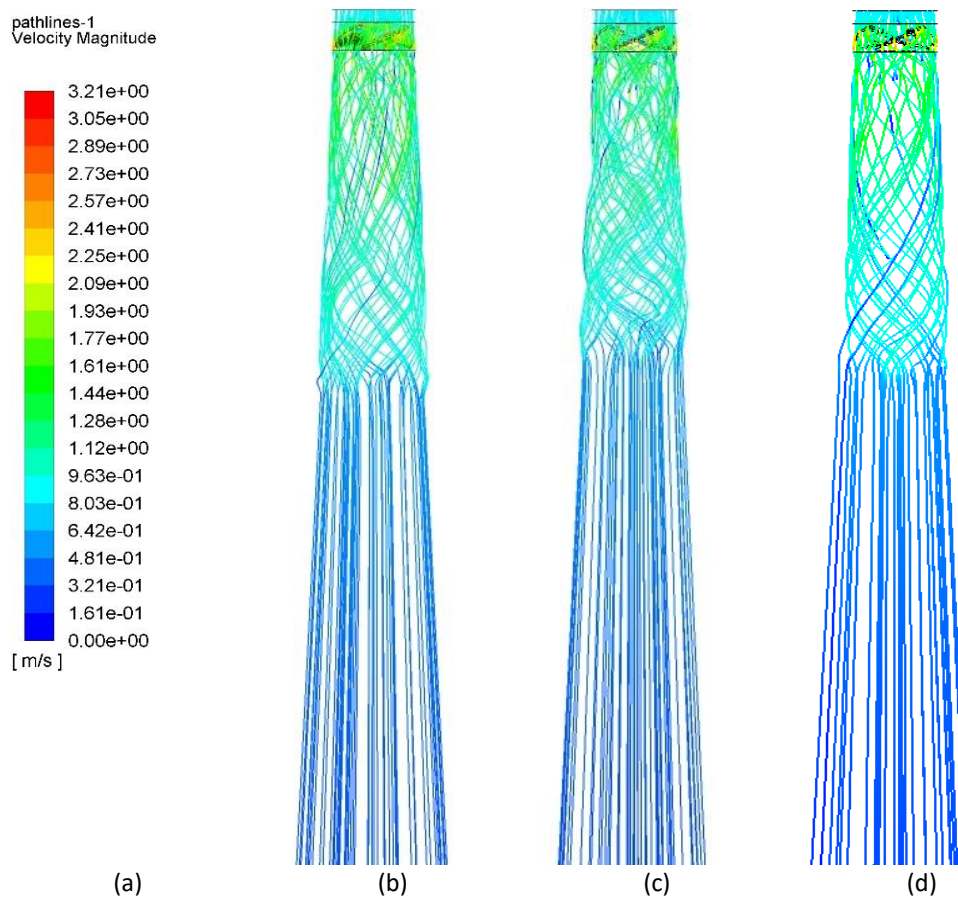 pathlines-1
Velocity Magnitude
3.21e+00
3.05e+00
2.89e+00
2.73e+00
2.57e+00
2.41e+00
2.25e+00
2.09e+00
1.93e+00
1.77e+00
1.61e+00
1.44e+00
1.28e+00
1.12e+00
9.63e-01
8.03e-01
6.42e-01
4.81e-01
3.21e-01
1.61e-01
0.00e+00
[ m/s ]
(a) (b) (c) (d)